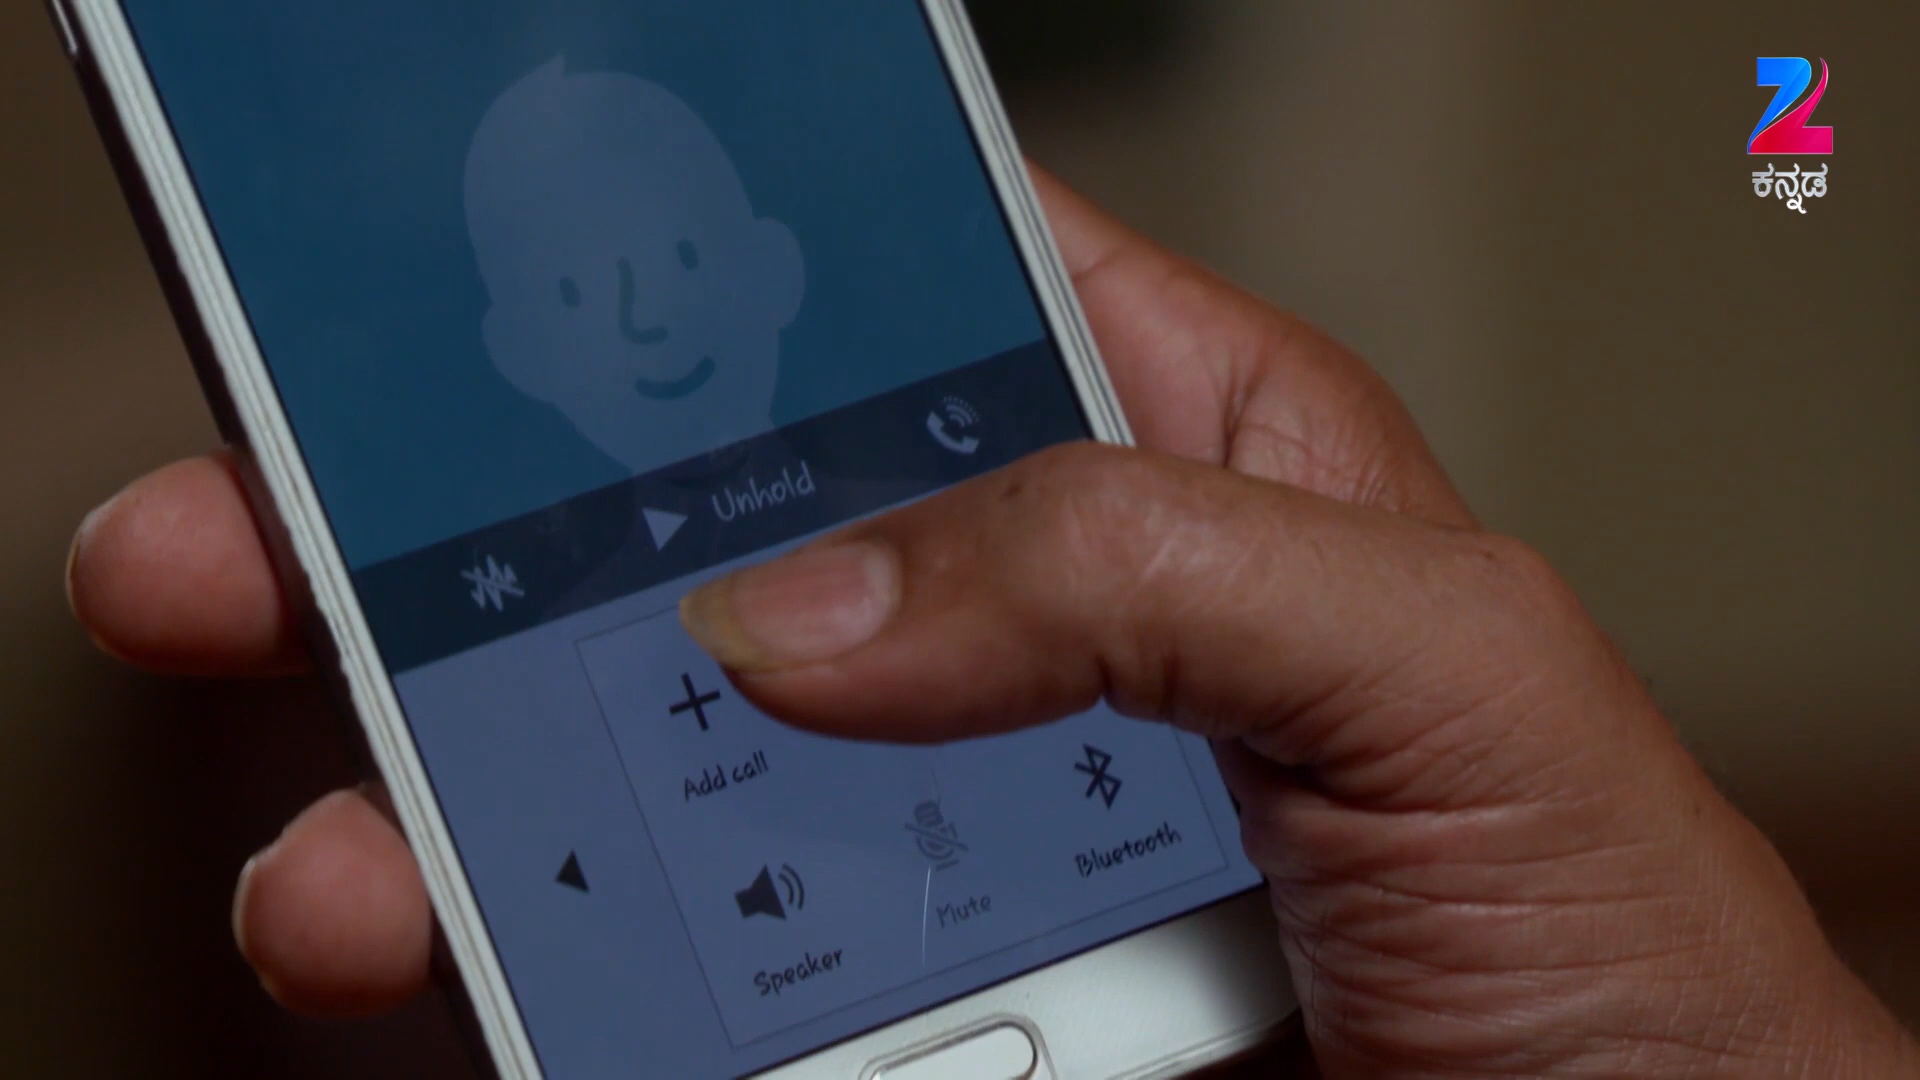 ಕನ್ನಡ
Unhold
Add call
Bluetooth
Mute
Speaker